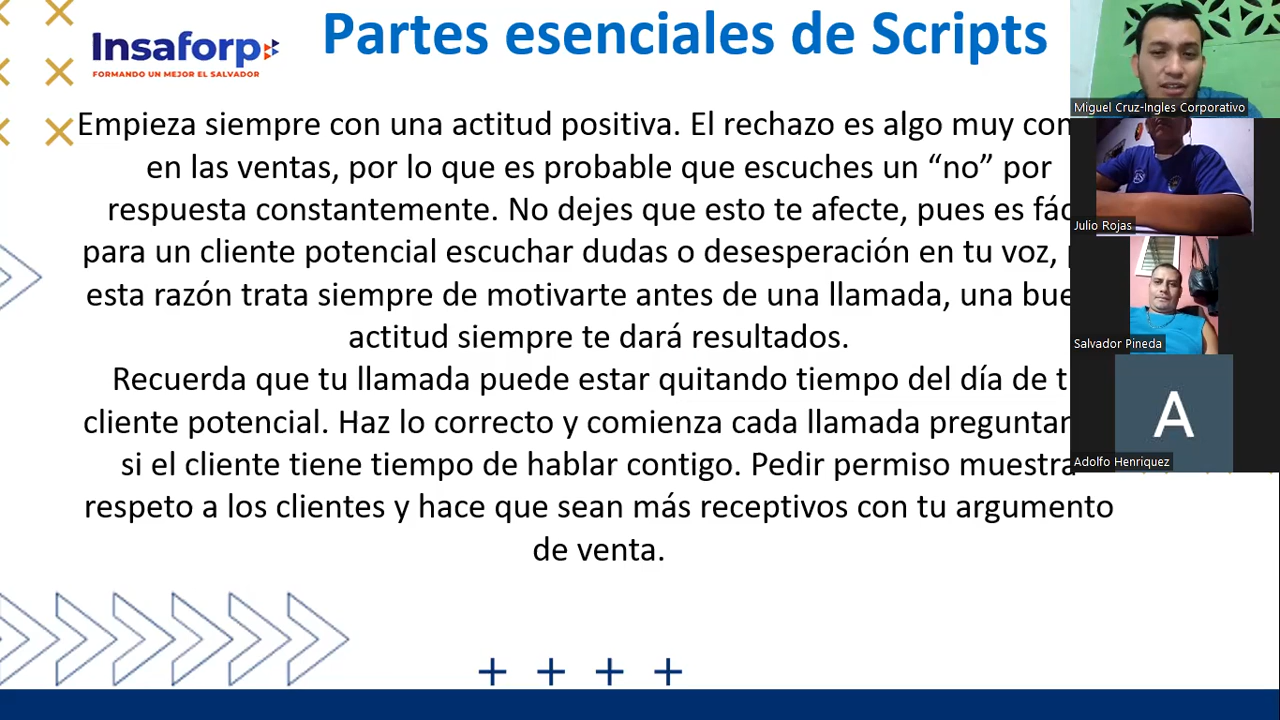 Partes esenciales de Scripts
Insaforp
FORMANDO UN MEJOR EL SALVADOR
Empieza siempre con una actitud positiva. El rechazo es algo muy
en las ventas, por lo que es probable que escuches un “no” por
respuesta constantemente. No dejes que esto te afecte, pues es
para un cliente potencial escuchar dudas o desesperación en tu voz,
esta razón trata siempre de motivarte antes de una llamada, una
actitud siempre te dará resultados.
Recuerda que tu llamada puede estar quitando tiempo del día de
cliente potencial. Haz lo correcto y comienza cada llamada
si el cliente tiene tiempo de hablar contigo. Pedir permiso muestra
respeto a los clientes y hace que sean más receptivos con tu argumento
de venta.
Miguel Cruz-Ingles Corporativo
Julio Rojas
Salvador Pineda
A
Adolfo Henriquez